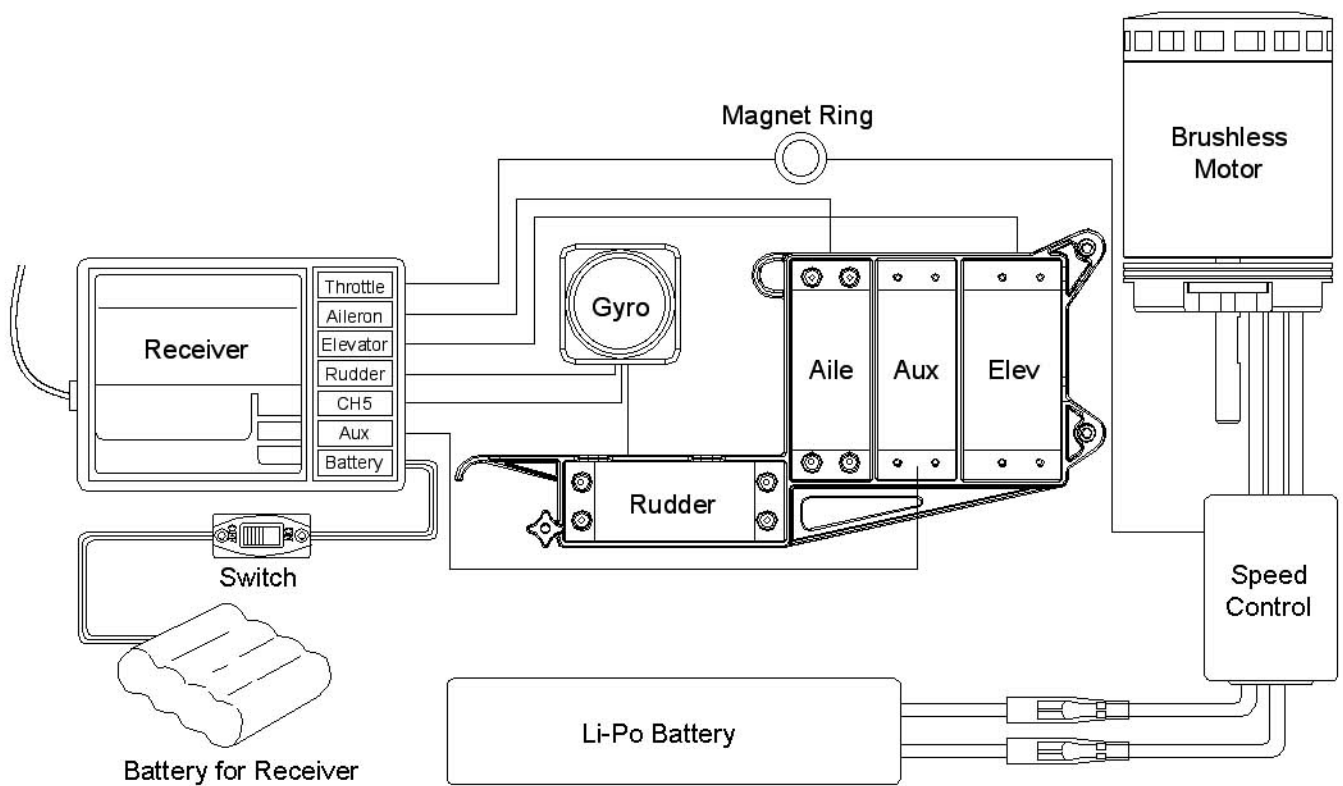 Magnet Ring
Brushless
Motor
Receiver
Throttle
Aileron
Elevator
Rudder
CH5
Aux
Battery
Gyro
Aile
Aux
Elev
Rudder
Switch
Speed
Control
Li-Po Battery
Battery for Receiver